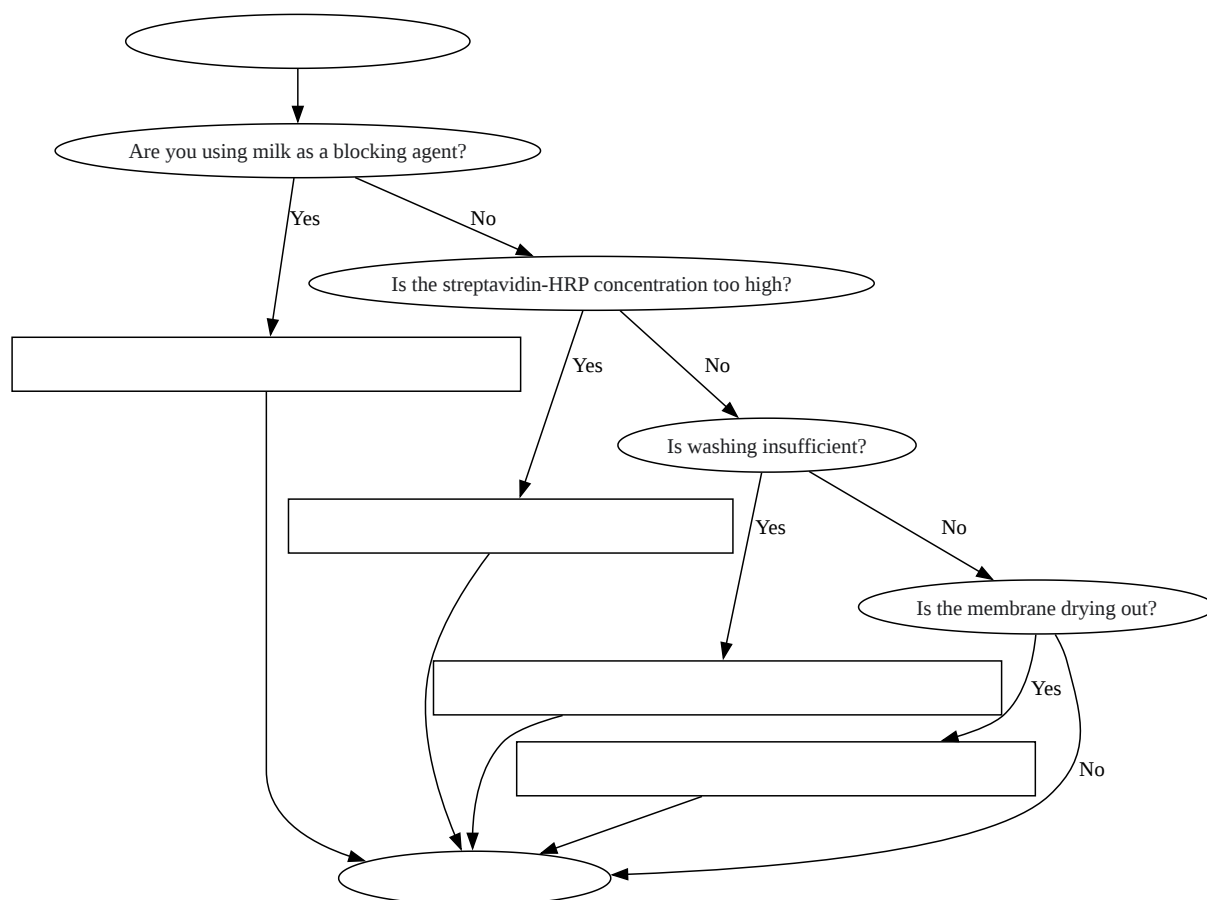 Are you using milk as a blocking agent?
Yes
No
Is the streptavidin-HRP concentration too high?
Yes
No
Is washing insufficient?
Yes
No
Is the membrane drying out?
Yes
No